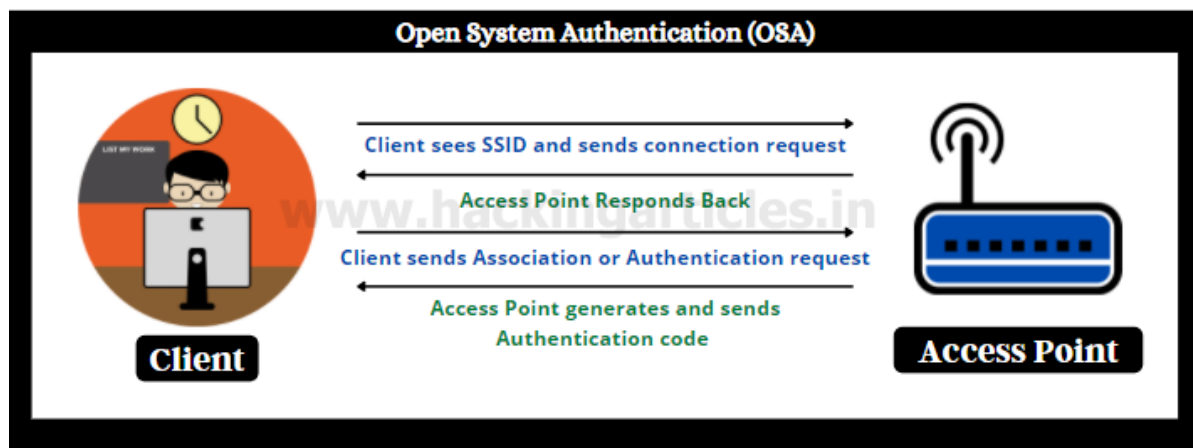 Open System Authentication (OSA)
LIST MY WORK
Client sees SSID and sends connection request
Access Point Responds Back
www.hackingarticles.in
Client sends Association or Authentication request
Access Point generates and sends
Authentication code
Client
Access Point